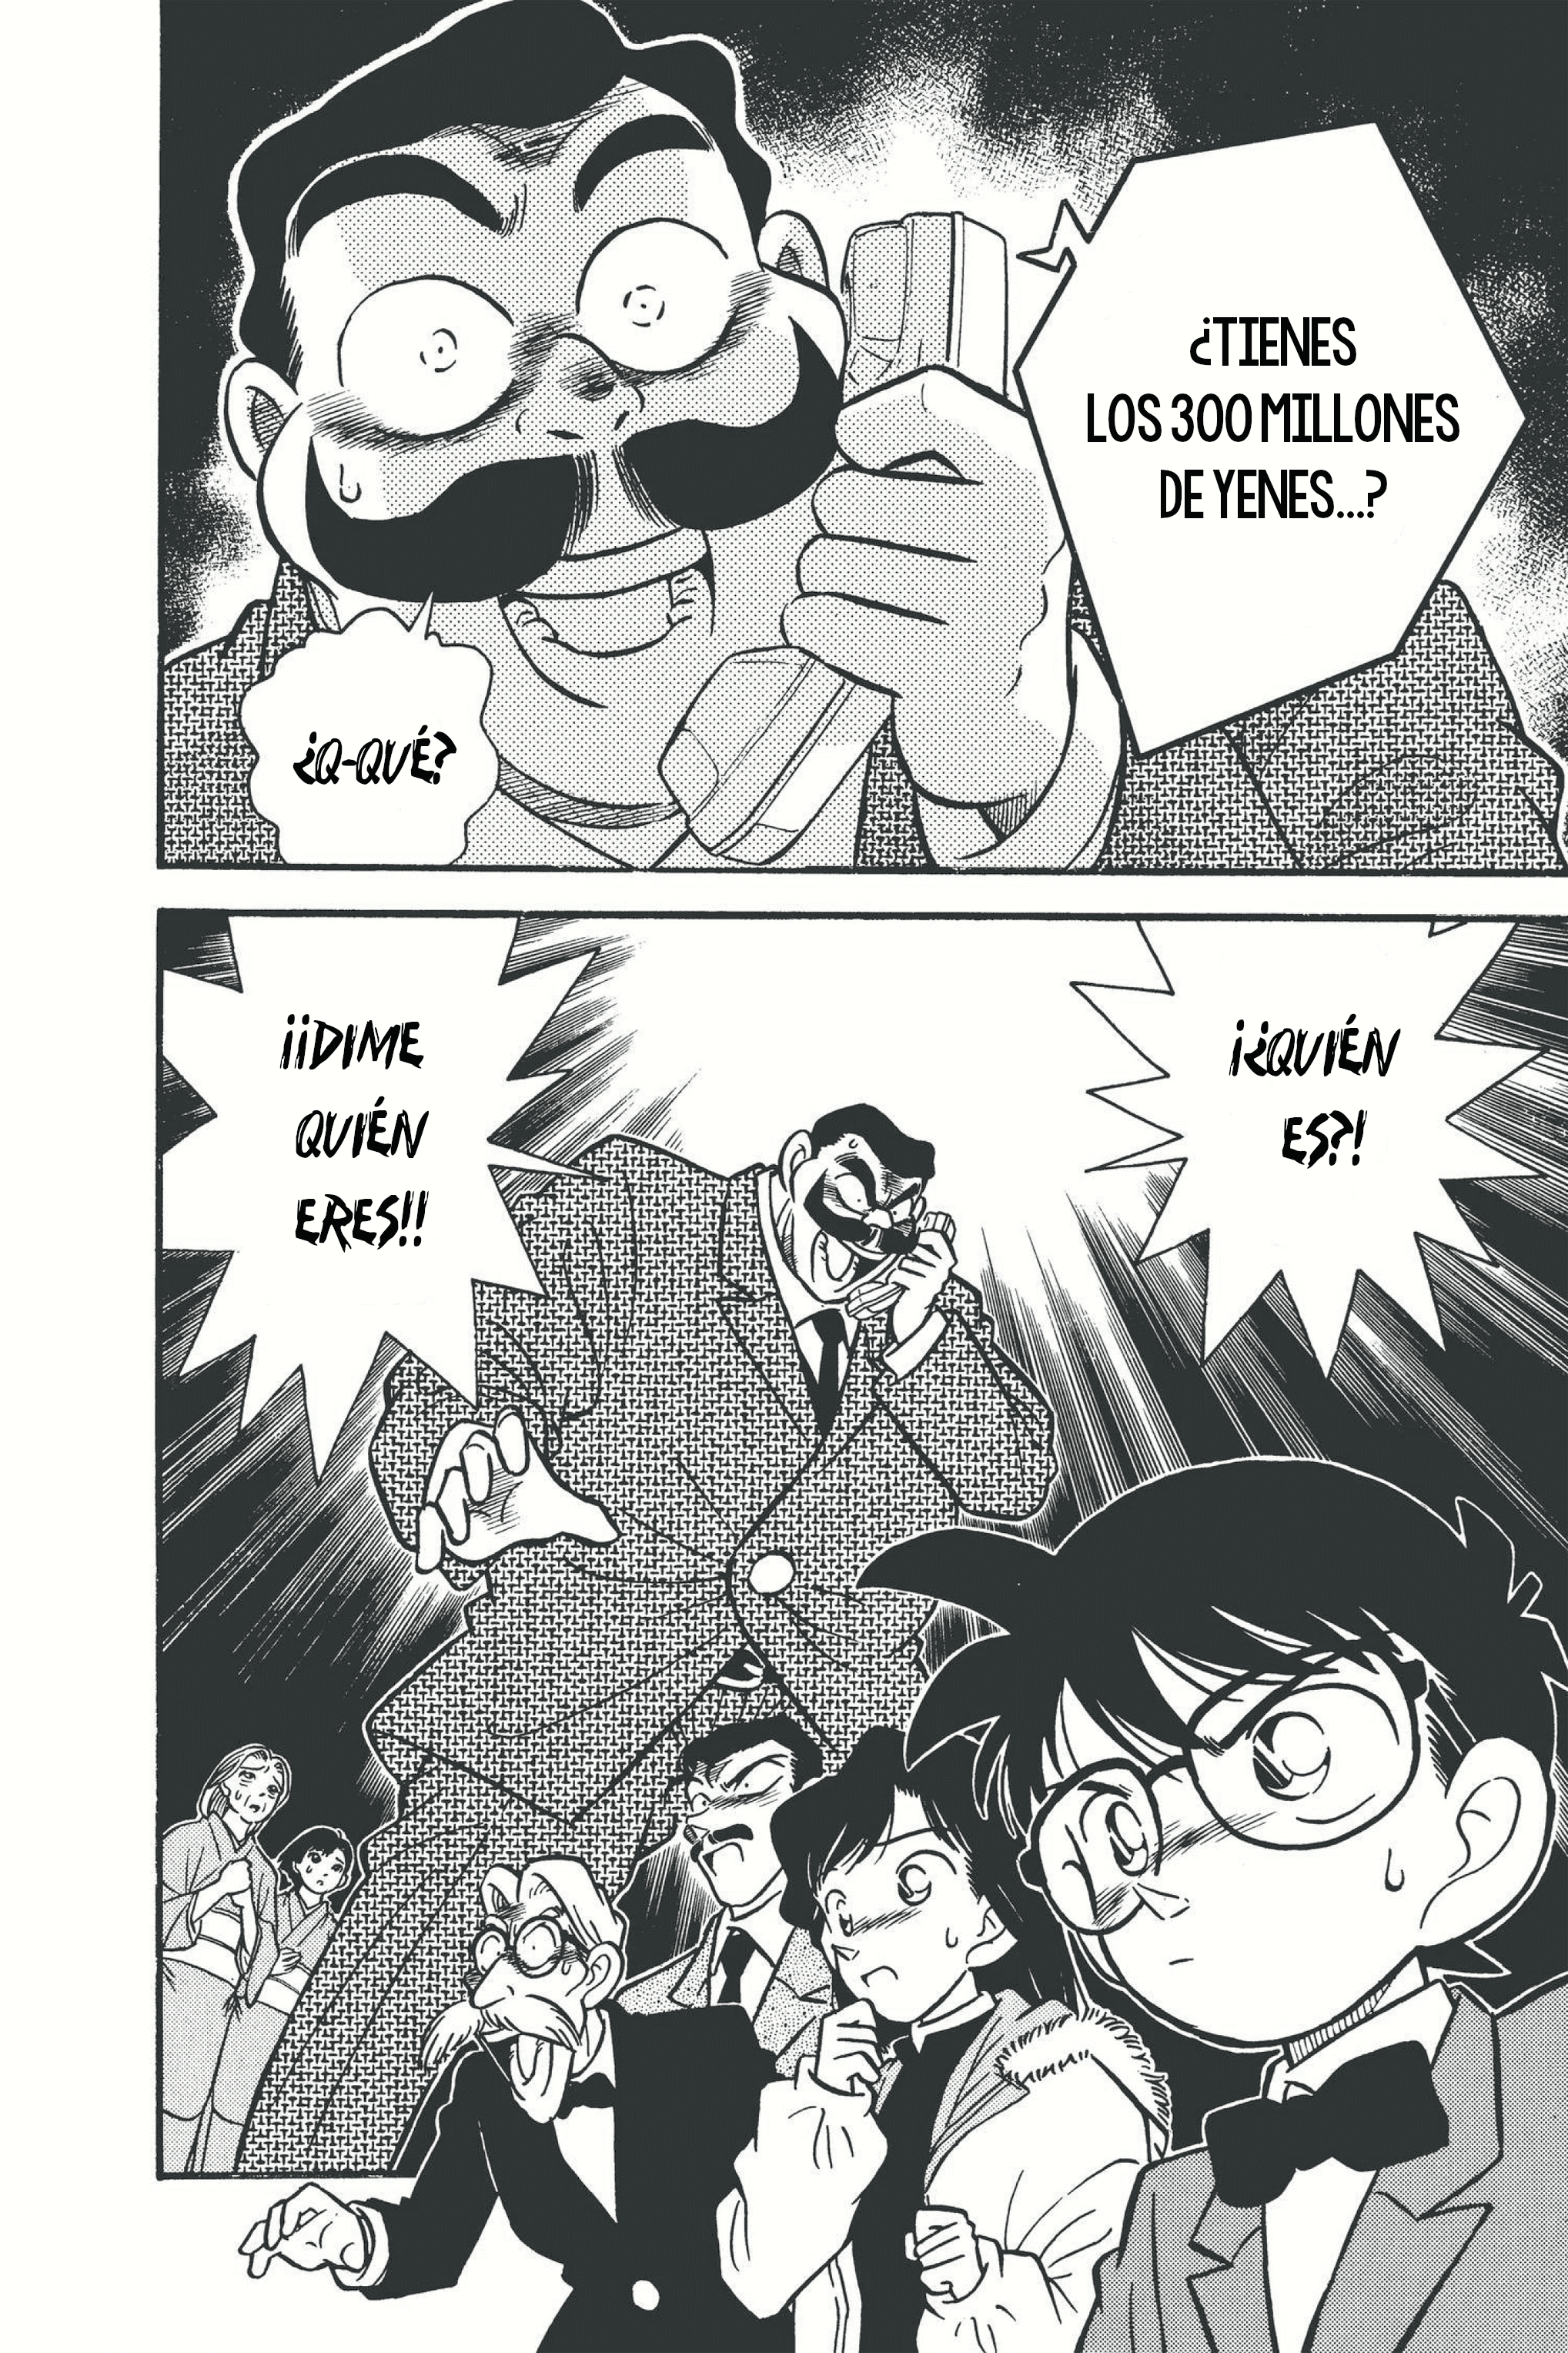 ¿TIENES
LOS 300 MILLONES
DE YENES...?
¿Q-QUÉ?
¡¿QUIÉN
ES?!
¡¡DIME
QUIÉN
ERES!!